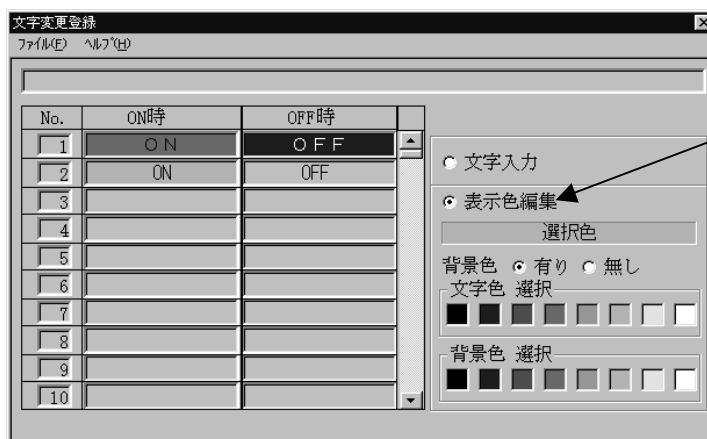 文字変更登録
ファイル(F) ヘルプ(H)
No. ON時 OFF時
1 ＯＮ ＯＦＦ
2 ON OFF
3
4
5
6
7
8
9
10
文字入力
表示色編集
選択色
背景色 有り 無し
文字色 選択
背景色 選択